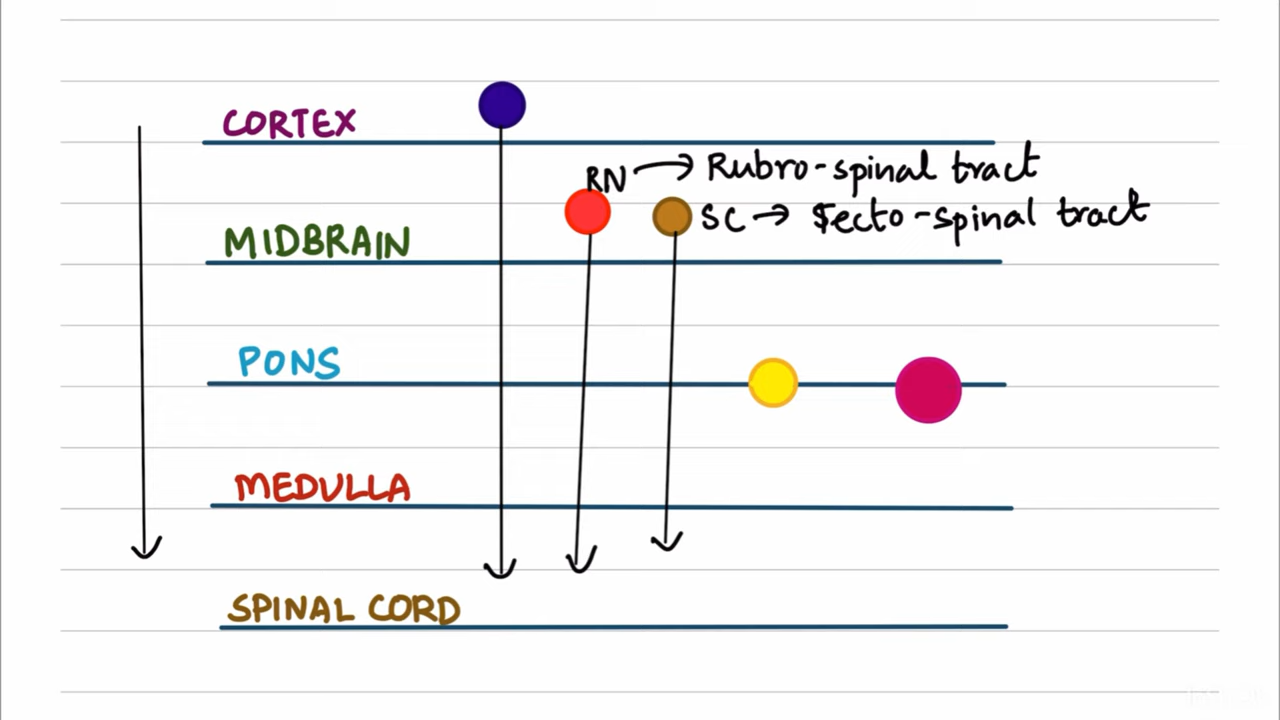 CORTEX
RN → Rubro-spinal tract
SC → Tecto-spinal tract
MIDBRAIN
PONS
MEDULLA
SPINAL CORD